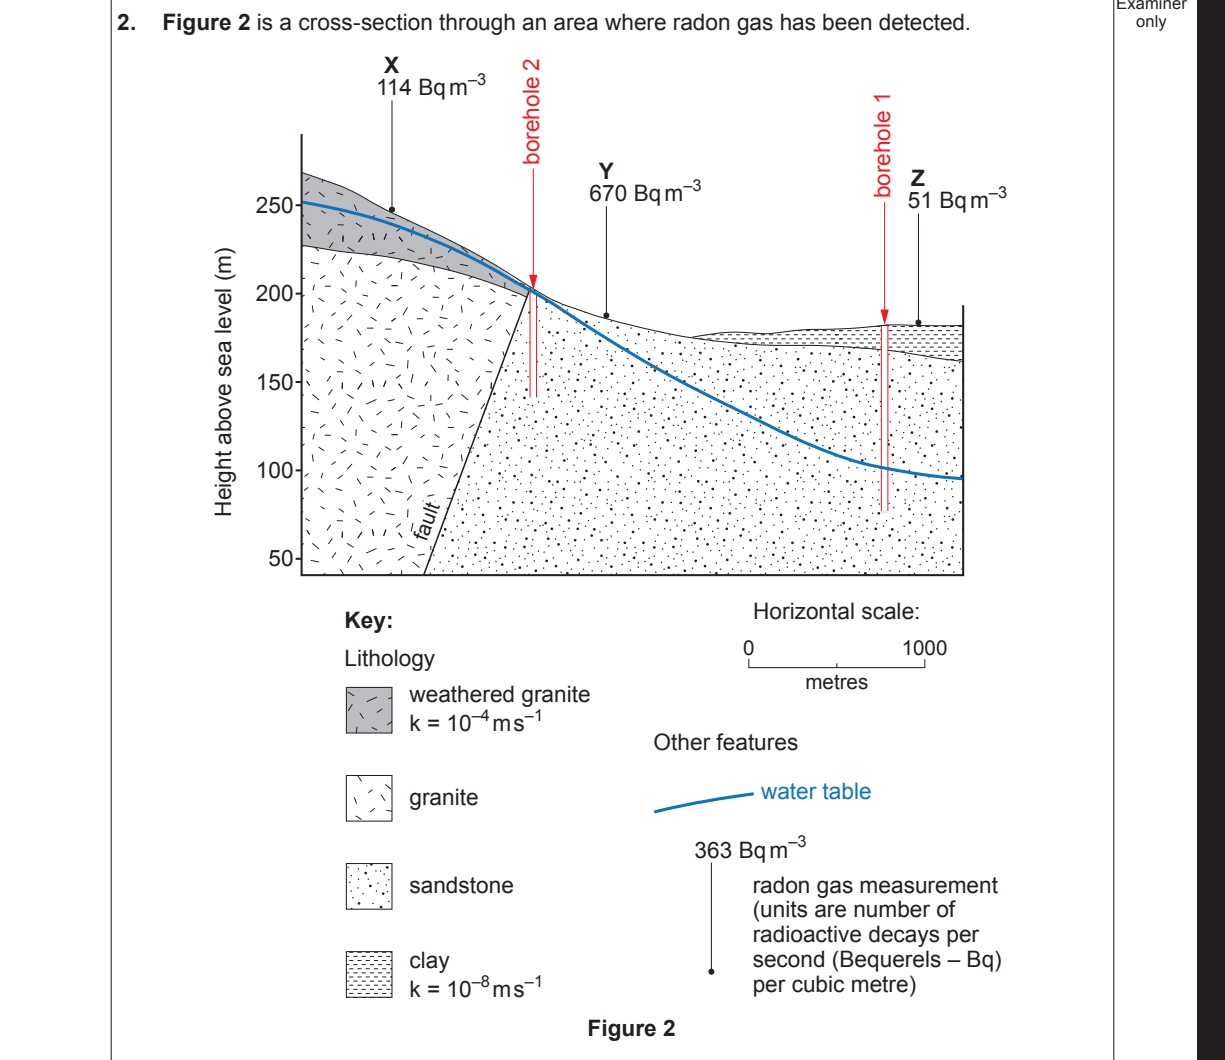 Examiner
only
2. Figure 2 is a cross-section through an area where radon gas has been detected.
X
114 Bq m⁻³
borehole 2
Y
670 Bq m⁻³
borehole 1
Z
51 Bq m⁻³
Height above sea level (m)
250
200
150
100
50
fault
Key:
Lithology
weathered granite
k = 10⁻⁴ m s⁻¹
granite
sandstone
clay
k = 10⁻⁸ m s⁻¹
Horizontal scale:
0 1000
metres
Other features
water table
363 Bq m⁻³
radon gas measurement
(units are number of
radioactive decays per
second (Bequerels – Bq)
per cubic metre)
Figure 2